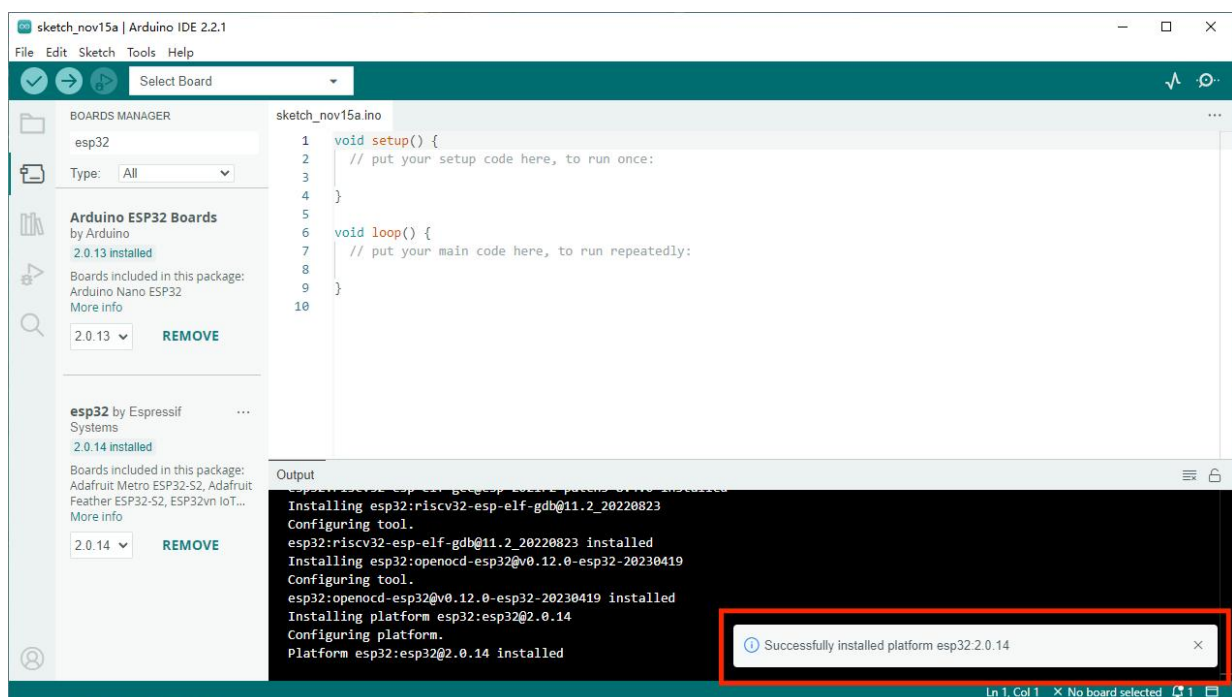 sketch_nov15a | Arduino IDE 2.2.1
File Edit Sketch Tools Help
Select Board
BOARDS MANAGER
esp32
Type: All
Arduino ESP32 Boards
by Arduino
2.0.13 installed
Boards included in this package:
Arduino Nano ESP32
More info
2.0.13 REMOVE
esp32 by Espressif ...
Systems
2.0.14 installed
Boards included in this package:
Adafruit Metro ESP32-S2, Adafruit
Feather ESP32-S2, ESP32vn IoT...
More info
2.0.14 REMOVE
sketch_nov15a.ino
1 void setup() {
2 // put your setup code here, to run once:
3
4 }
5
6 void loop() {
7 // put your main code here, to run repeatedly:
8
9 }
10
Output
Installing esp32:riscv32-esp-elf-gdb@11.2_20220823
Configuring tool.
esp32:riscv32-esp-elf-gdb@11.2_20220823 installed
Installing esp32:openocd-esp32@v0.12.0-esp32-20230419
Configuring tool.
esp32:openocd-esp32@v0.12.0-esp32-20230419 installed
Installing platform esp32:esp32@2.0.14
Configuring platform.
Platform esp32:esp32@2.0.14 installed
Successfully installed platform esp32:2.0.14
Ln 1, Col 1 × No board selected 1